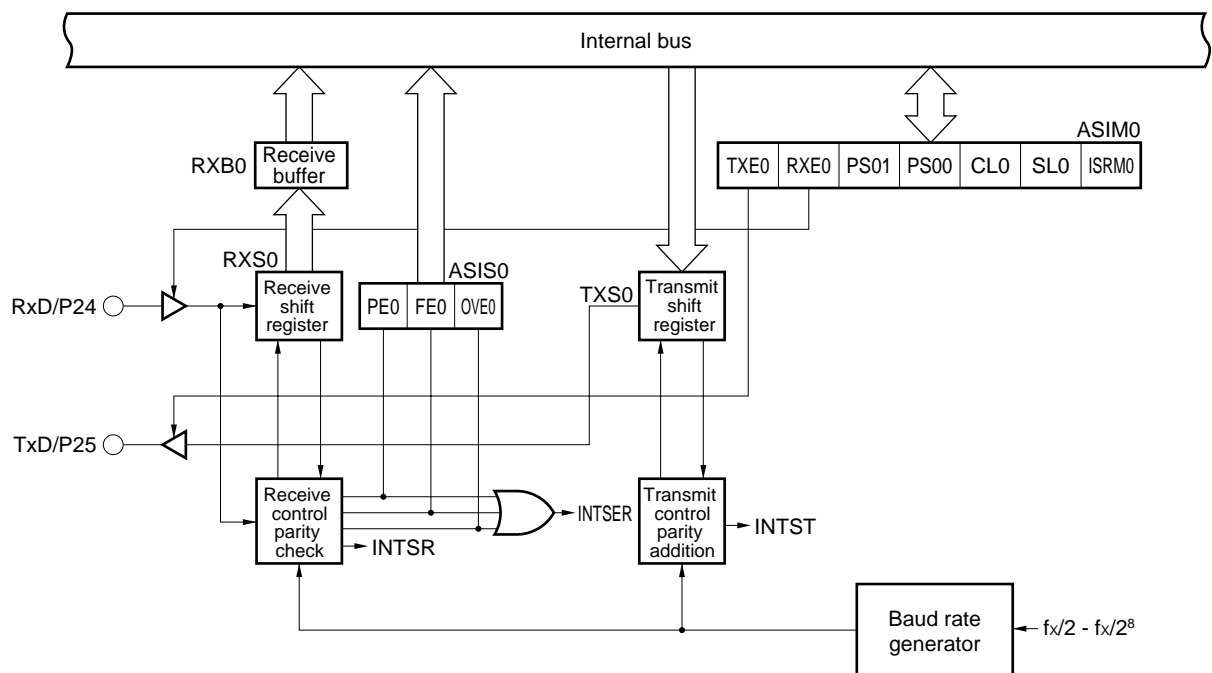 Internal bus
ASIM0
RXB0
Receive
buffer
TXE0 RXE0 PS01 PS00 CL0 SL0 ISRM0
RXS0
ASIS0
RxD/P24
Receive
shift
register
PE0 FE0 OVE0
TXS0
Transmit
shift
register
TxD/P25
Receive
control
parity
check
INTSER
INTSR
Transmit
control
parity
addition
INTST
Baud rate
generator
fX/2 - fX/2⁸